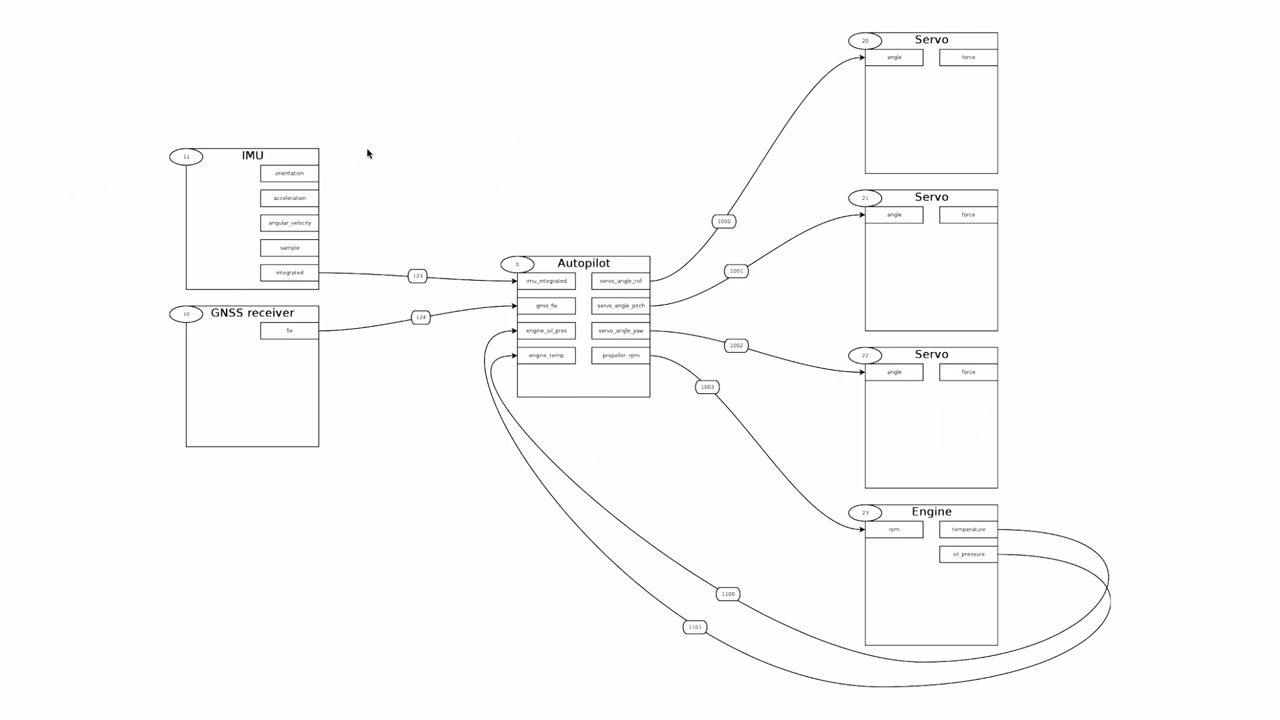 11
IMU
orientation
acceleration
angular_velocity
sample
integrated
10
GNSS receiver
fix
123
124
Autopilot
imu_integrated
servo_angle_roll
gnss_fix
servo_angle_pitch
engine_oil_pres
servo_angle_yaw
engine_temp
propeller_rpm
1000
1001
1002
1003
1100
1101
20
Servo
angle
force
21
Servo
angle
force
22
Servo
angle
force
23
Engine
rpm
temperature
oil_pressure